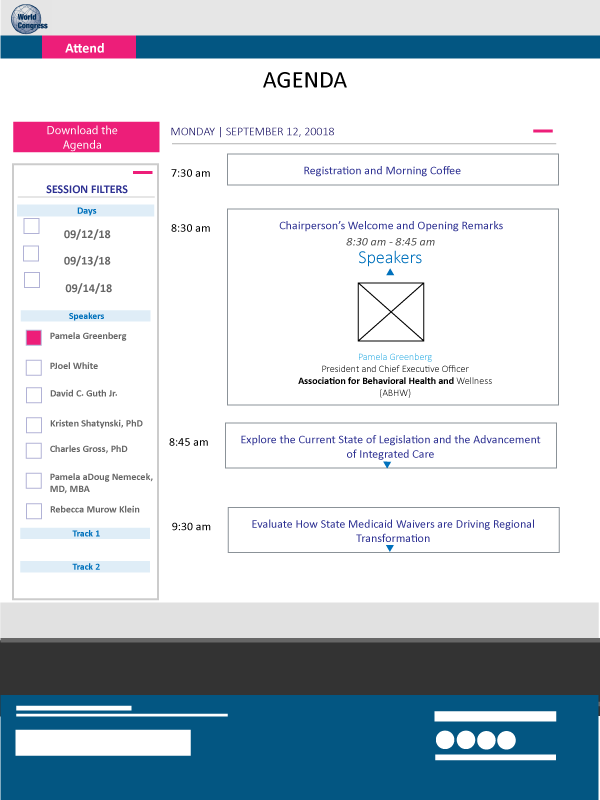 World
Congress
Attend
AGENDA
Download the
Agenda
MONDAY | SEPTEMBER 12, 20018
SESSION FILTERS
Days
09/12/18
09/13/18
09/14/18
Speakers
Pamela Greenberg
PJoel White
David C. Guth Jr.
Kristen Shatynski, PhD
Charles Gross, PhD
Pamela aDoug Nemecek,
MD, MBA
Rebecca Murow Klein
Track 1
Track 2
7:30 am
Registration and Morning Coffee
8:30 am
Chairperson’s Welcome and Opening Remarks
8:30 am - 8:45 am
Speakers
Pamela Greenberg
President and Chief Executive Officer
Association for Behavioral Health and Wellness
(ABHW)
8:45 am
Explore the Current State of Legislation and the Advancement
of Integrated Care
9:30 am
Evaluate How State Medicaid Waivers are Driving Regional
Transformation